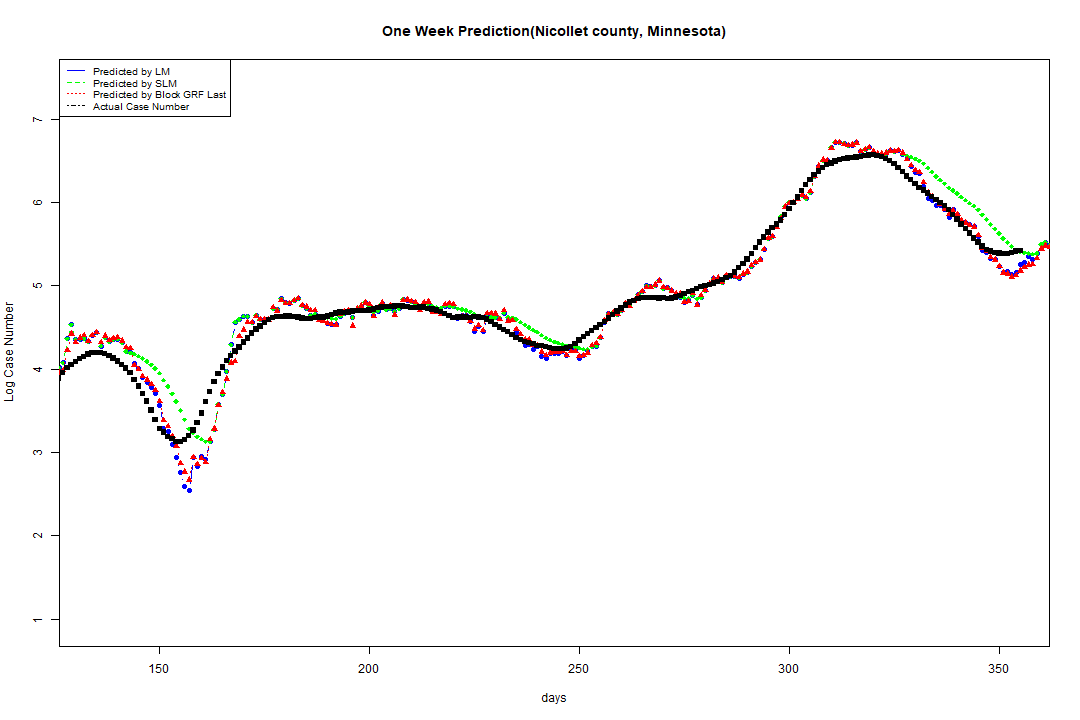 One Week Prediction(Nicollet county, Minnesota)
Predicted by LM
Predicted by SLM
Predicted by Block GRF Last
Actual Case Number
Log Case Number
7
6
5
4
3
2
1
150 200 250 300 350
days